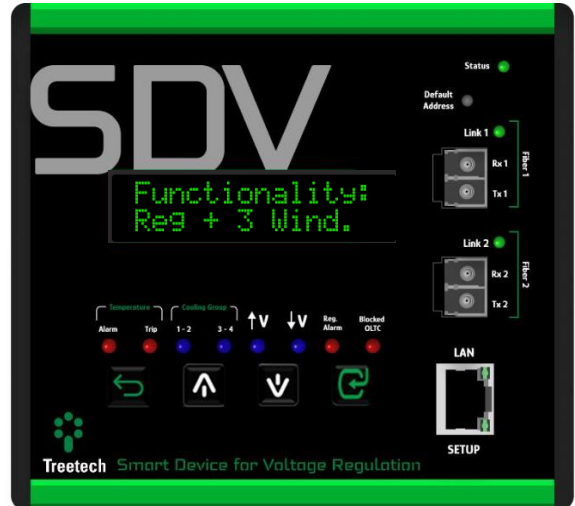 SDV
Functionality:
Reg + 3 Wind.
Status
Default
Address
Link 1
Rx 1
Tx 1
Fiber 1
Link 2
Rx 2
Tx 2
Fiber 2
Temperature
Cooling Group
Alarm
Trip
1 - 2
3 - 4
↑V
↓V
Reg.
Alarm
Blocked
OLTC
LAN
SETUP
Treetech Smart Device for Voltage Regulation